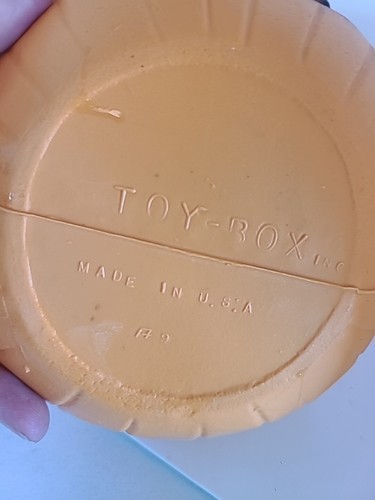 TOY-BOX INC
MADE IN U.S.A
#9